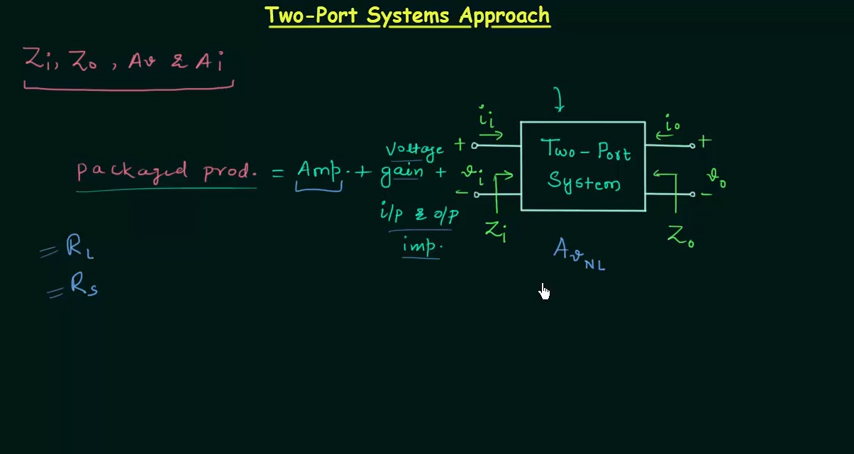 Two-Port Systems Approach
Zi, Zo, Av & Ai
packaged prod. = Amp. + voltage gain + i/p & o/p imp.
= RL
= RS
ii
io
+
vi
-
Two-Port
System
+
vo
-
Zi
Zo
AvNL